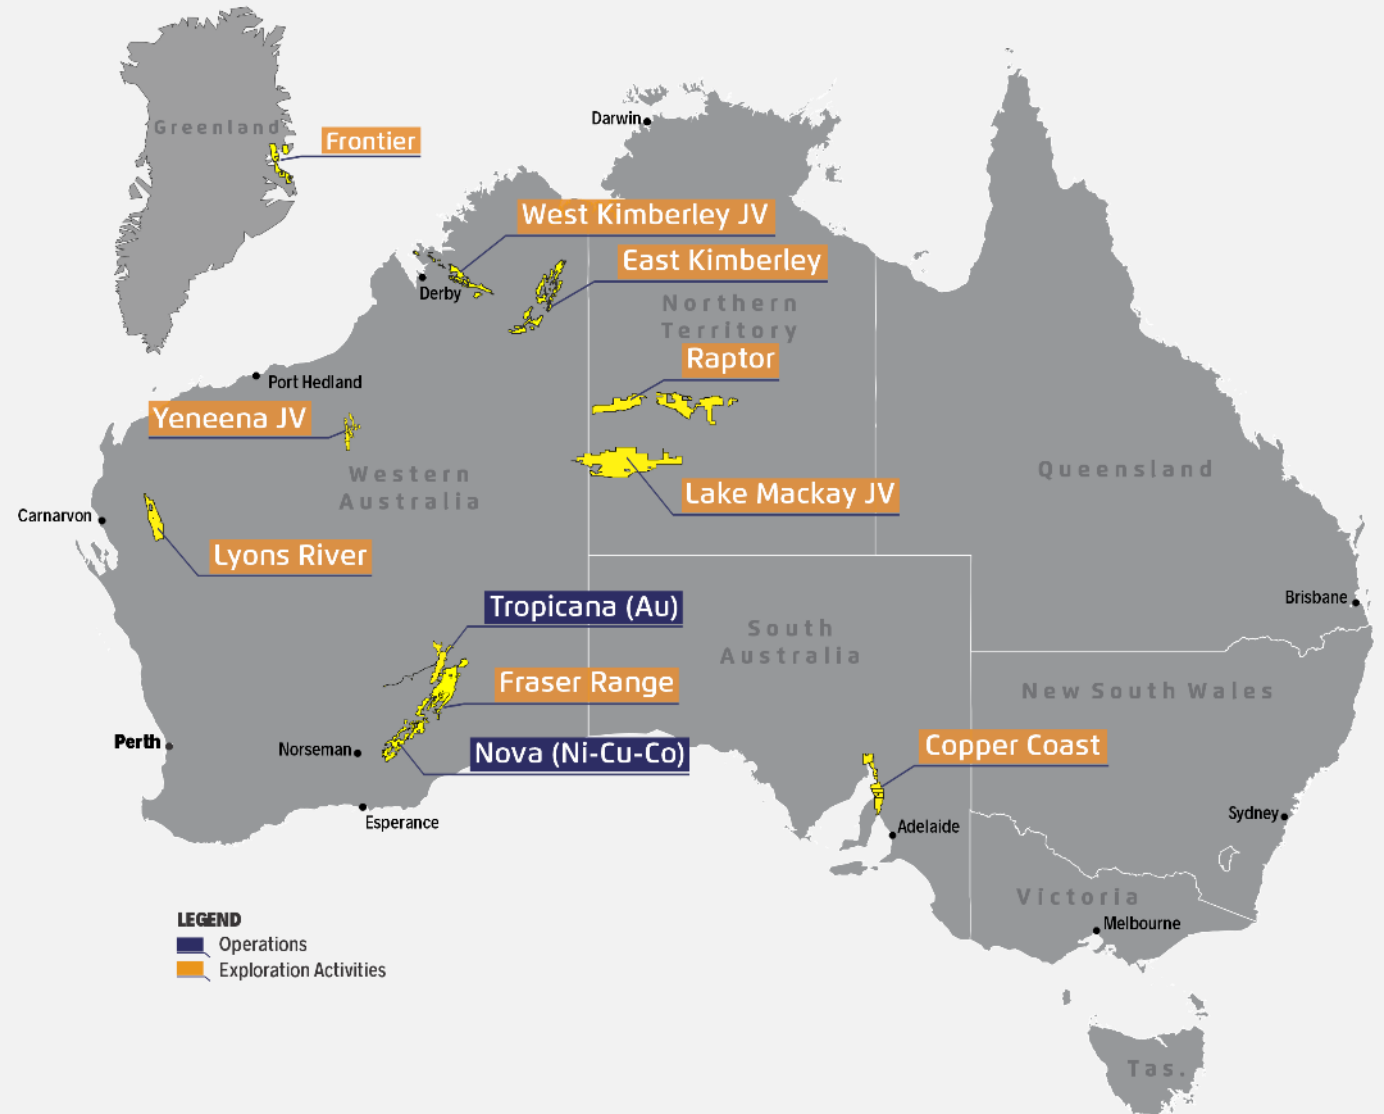 Greenland
Frontier
Darwin
West Kimberley JV
East Kimberley
Derby
Northern
Territory
Raptor
Port Hedland
Yeneena JV
Western
Australia
Queensland
Lake Mackay JV
Carnarvon
Lyons River
Tropicana (Au)
Brisbane
South
Australia
Fraser Range
New South Wales
Perth
Norseman
Nova (Ni-Cu-Co)
Copper Coast
Esperance
Adelaide
Sydney
Victoria
Melbourne
LEGEND
Operations
Exploration Activities
Tas.